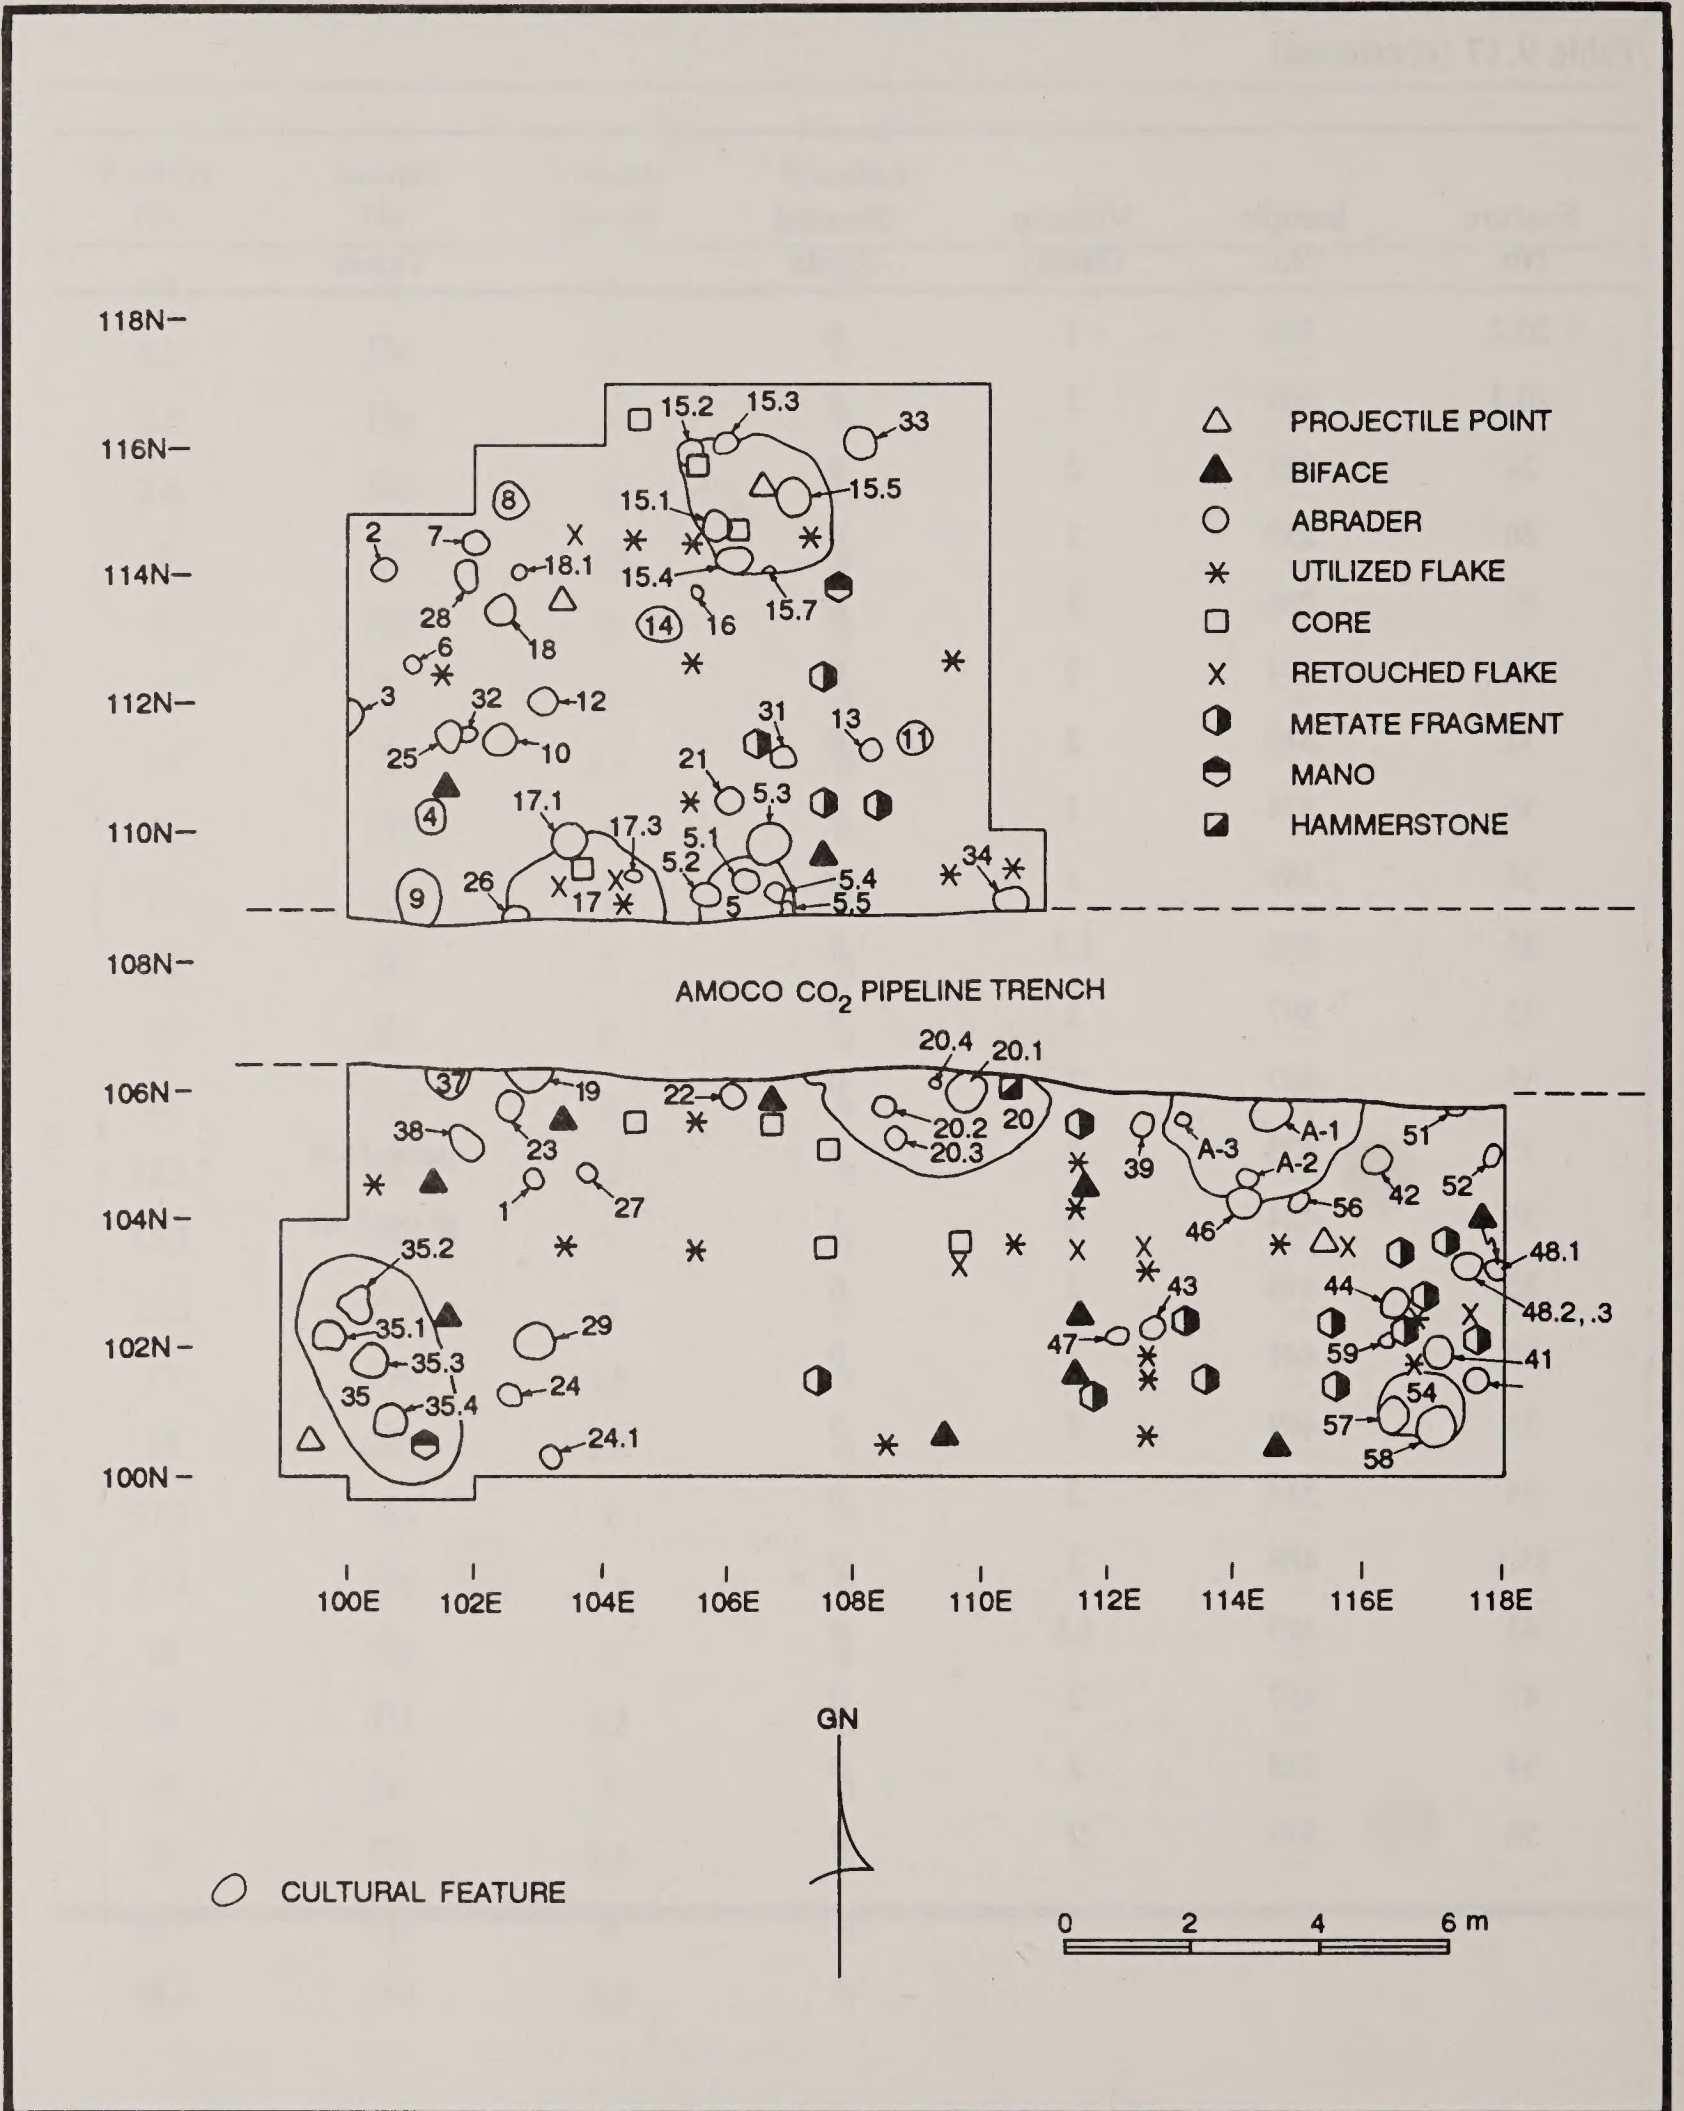 118N
15.2 15.3
33
116N
8
15.5
15.1
2 7
18.1
114N
15.4
15.7
28
14 16
18
6
3 32 12
112N
31 13
11
25 10
21
4
17.1 5.3
17.3
110N
5.1
5.2
34
26
5.4
9 17 5 5.5
PROJECTILE POINT
BIFACE
ABRADER
UTILIZED FLAKE
CORE
RETOUCHED FLAKE
METATE FRAGMENT
MANO
HAMMERSTONE
108N
AMOCO CO₂ PIPELINE TRENCH
20.4 20.1
37 19 22
106N
20.2 20
20.3
38 23
A-1 51
A-3
39 A-2
42 52
1 27
56
104N
46
35.2
48.1
44
43
48.2, .3
35.1 29
47
59
102N
35.3
41
35 24
54
35.4
57
24.1
58
100N
100E 102E 104E 106E 108E 110E 112E 114E 116E 118E
GN
CULTURAL FEATURE
0 2 4 6 m